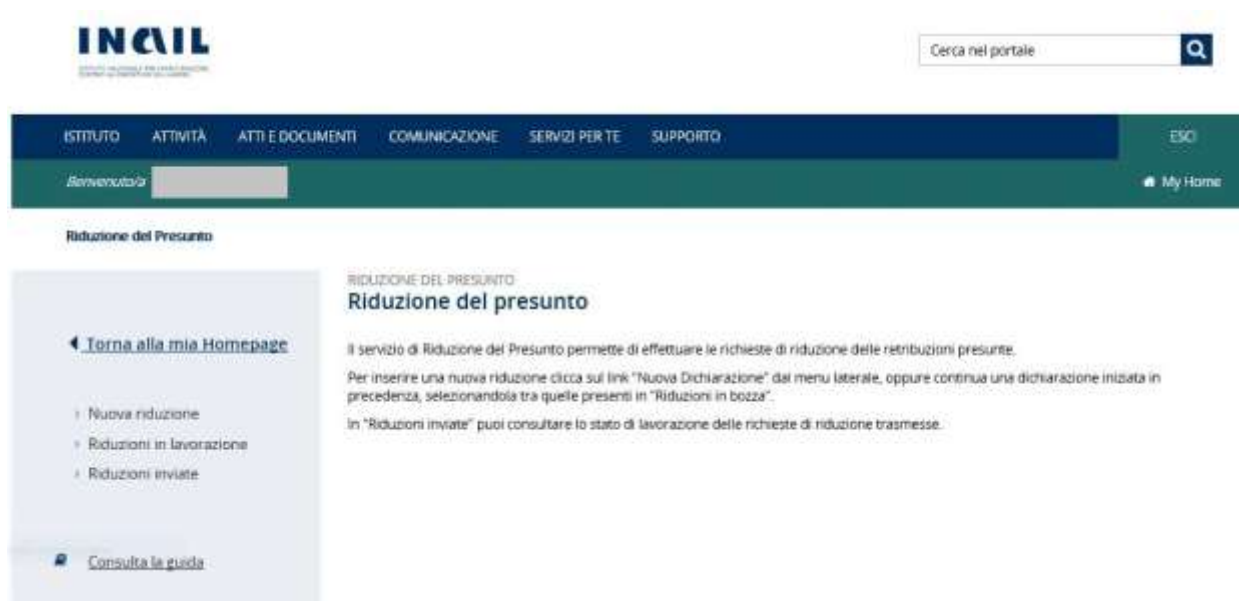 INAIL
Cerca nel portale
ISTITUTO ATTIVITÀ ATTI E DOCUMENTI COMUNICAZIONE SERVIZI PER TE SUPPORTO ESCI
Benvenuto/a
My Home
Riduzione del Presunto
RIDUZIONE DEL PRESUNTO
Riduzione del presunto
Torna alla mia Homepage
Il servizio di Riduzione del Presunto permette di effettuare le richieste di riduzione delle retribuzioni presunte.
Per inserire una nuova riduzione clicca sul link "Nuova Dichiarazione" dal menu laterale, oppure continua una dichiarazione iniziata in
precedenza, selezionandola tra quelle presenti in "Riduzioni in bozza".
In "Riduzioni inviate" puoi consultare lo stato di lavorazione delle richieste di riduzione trasmesse.
Nuova riduzione
Riduzioni in lavorazione
Riduzioni inviate
Consulta la guida